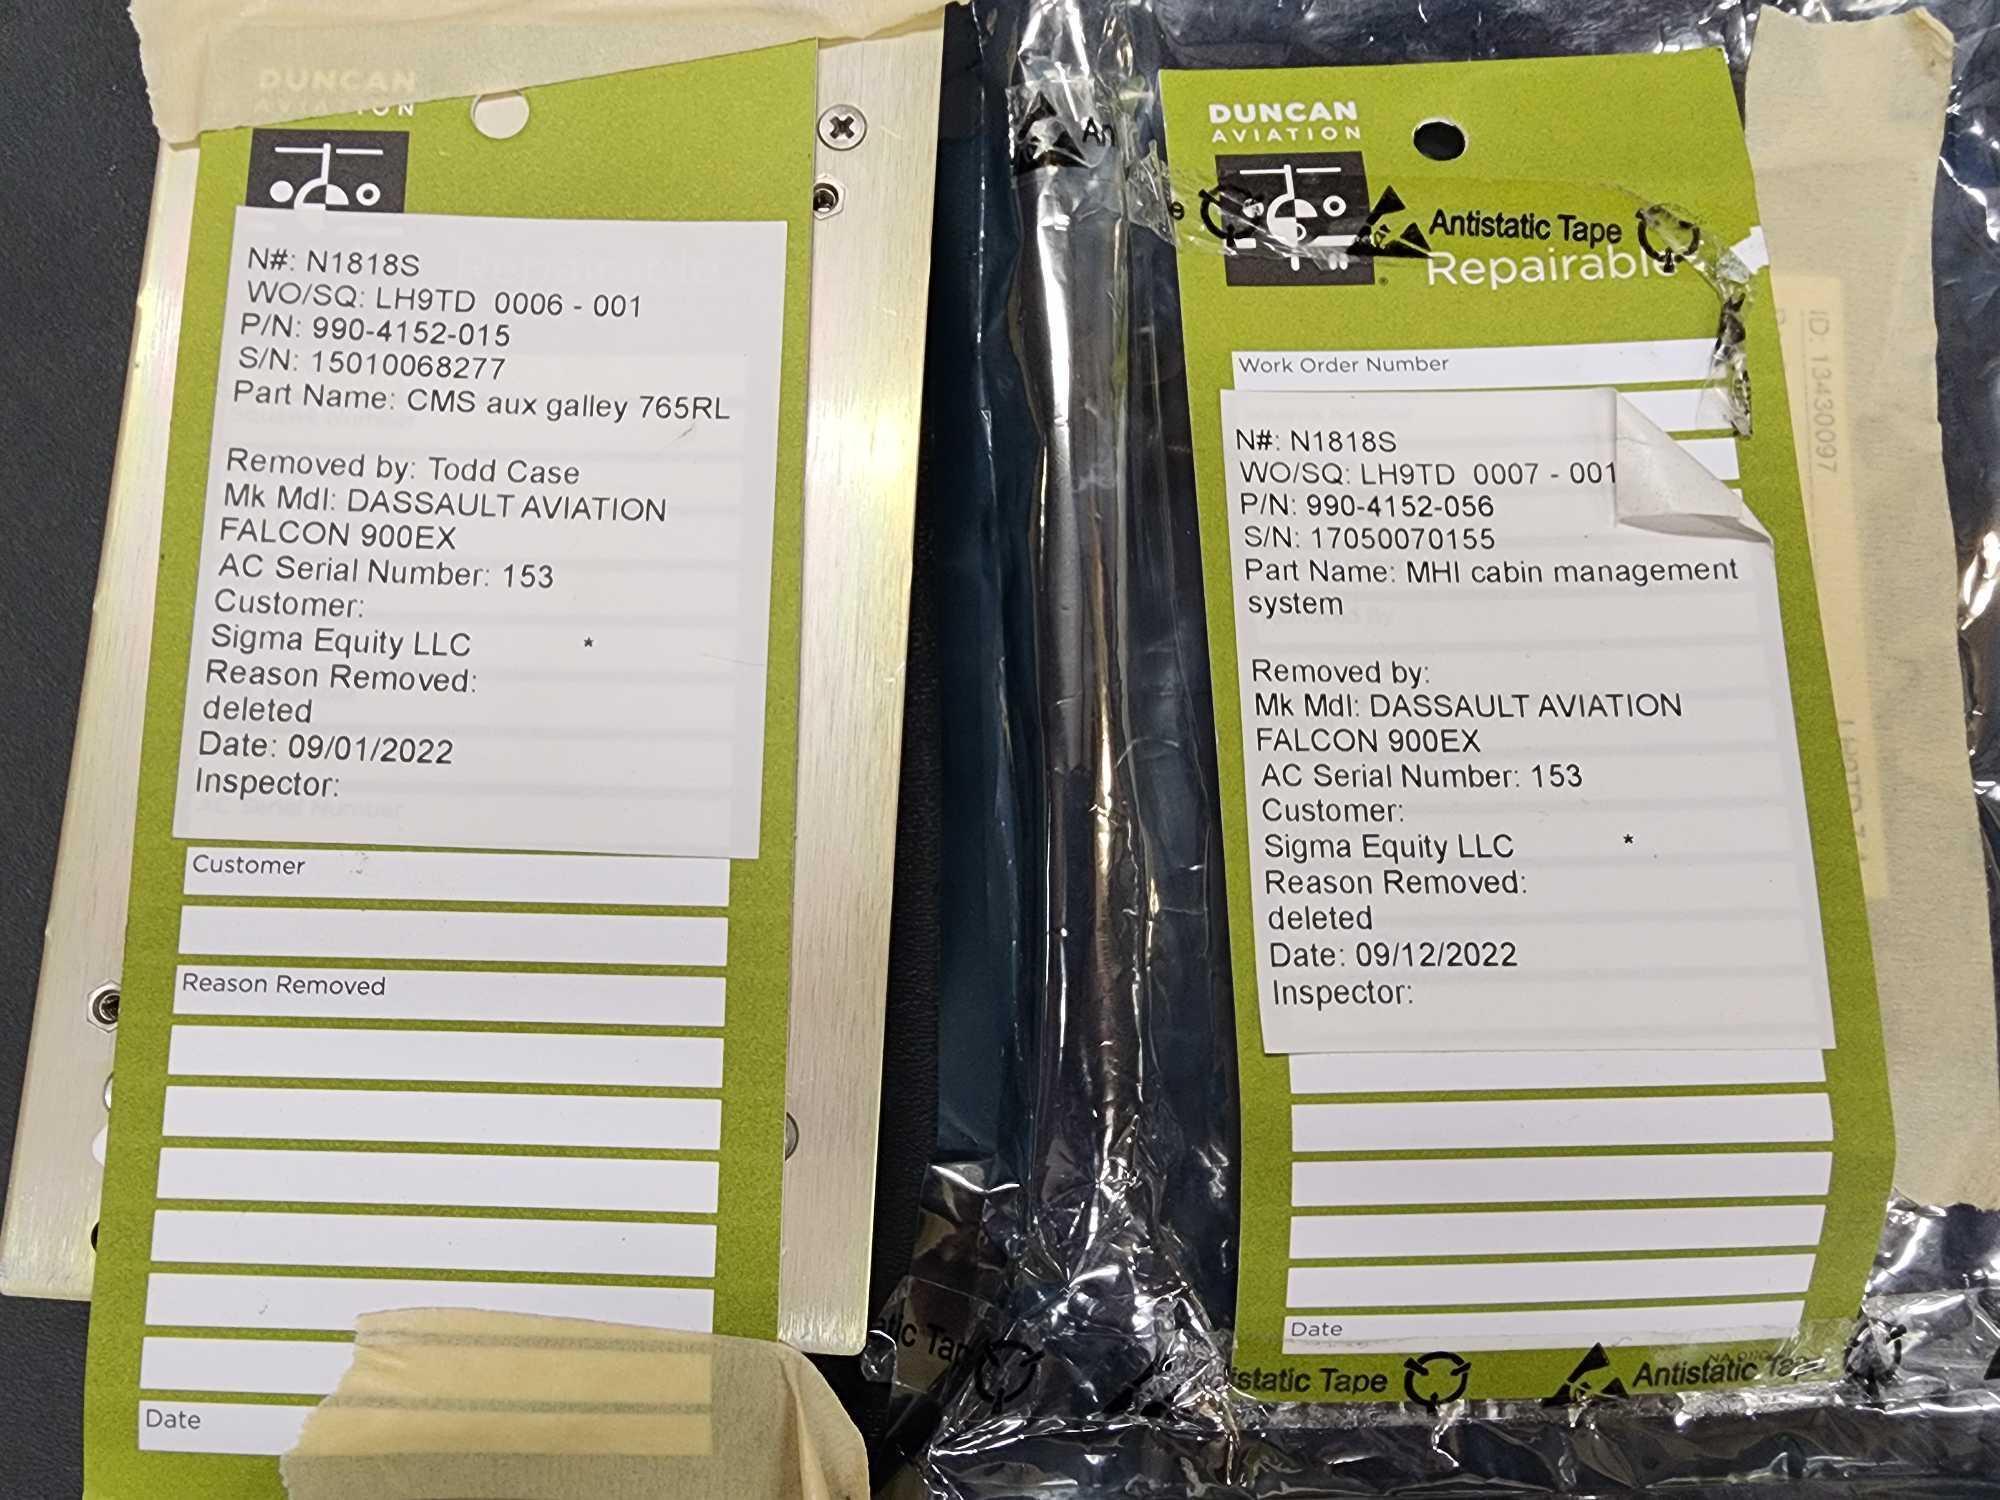 DUNCAN
AVIATION
N#: N1818S
WO/SQ: LH9TD 0006 - 001
P/N: 990-4152-015
S/N: 15010068277
Part Name: CMS aux galley 765RL
Removed by: Todd Case
Mk Mdl: DASSAULT AVIATION
FALCON 900EX
AC Serial Number: 153
Customer:
Sigma Equity LLC *
Reason Removed:
deleted
Date: 09/01/2022
Inspector:
AC Serial Number
Customer
Reason Removed
Date
DUNCAN
AVIATION
Antistatic Tape
Repairable
Work Order Number
N#: N1818S
WO/SQ: LH9TD 0007 - 001
P/N: 990-4152-056
S/N: 17050070155
Part Name: MHI cabin management
system
Removed by:
Mk Mdl: DASSAULT AVIATION
FALCON 900EX
AC Serial Number: 153
Customer:
Sigma Equity LLC *
Reason Removed:
deleted
Date: 09/12/2022
Inspector:
Date
static Tape
Antistatic Tape
ID: 13430097